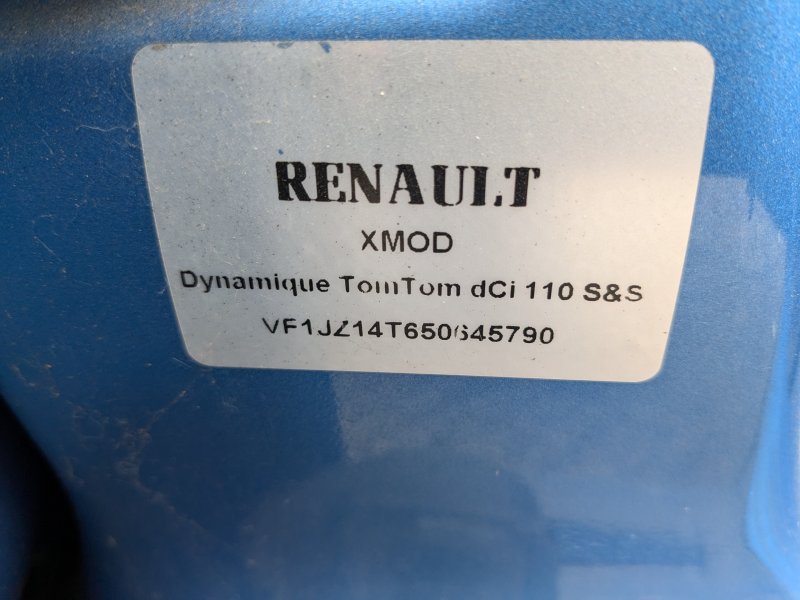 RENAULT
XMOD
Dynamique TomTom dCi 110 S&S
VF1JZ14T650645790